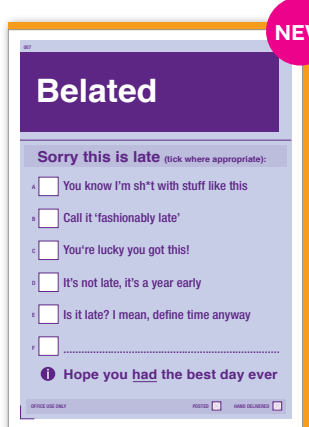 NEW
007
Belated
Sorry this is late (tick where appropriate):
A You know I'm sh*t with stuff like this
B Call it ‘fashionably late’
C You‘re lucky you got this!
D It's not late, it's a year early
E Is it late? I mean, define time anyway
F ........................................................................
Hope you had the best day ever
OFFICE USE ONLY POSTED HAND DELIVERED